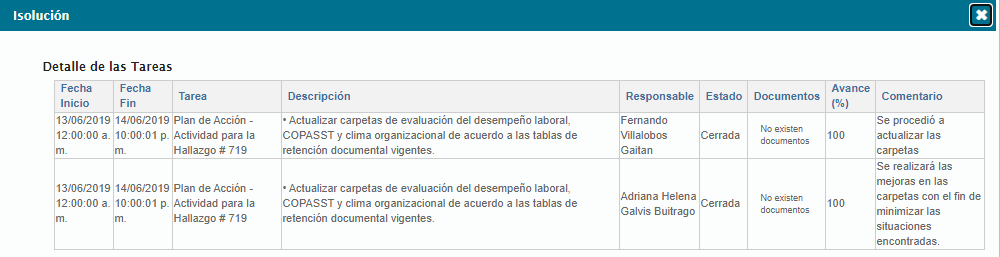 Isolución
Detalle de las Tareas
Fecha Inicio
Fecha Fin
Tarea
Descripción
Responsable
Estado
Documentos
Avance (%)
Comentario
13/06/2019
12:00:00 a.
m.
14/06/2019
10:00:01 p.
m.
Plan de Acción -
Actividad para la
Hallazgo # 719
• Actualizar carpetas de evaluación del desempeño laboral,
COPASST y clima organizacional de acuerdo a las tablas de
retención documental vigentes.
Fernando
Villalobos
Gaitan
Cerrada
No existen
documentos
100
Se procedió a
actualizar las
carpetas
13/06/2019
12:00:00 a.
m.
14/06/2019
10:00:01 p.
m.
Plan de Acción -
Actividad para la
Hallazgo # 719
• Actualizar carpetas de evaluación del desempeño laboral,
COPASST y clima organizacional de acuerdo a las tablas de
retención documental vigentes.
Adriana Helena
Galvis Buitrago
Cerrada
No existen
documentos
100
Se realizará las
mejoras en las
carpetas con el fin de
minimizar las
situaciones
encontradas.